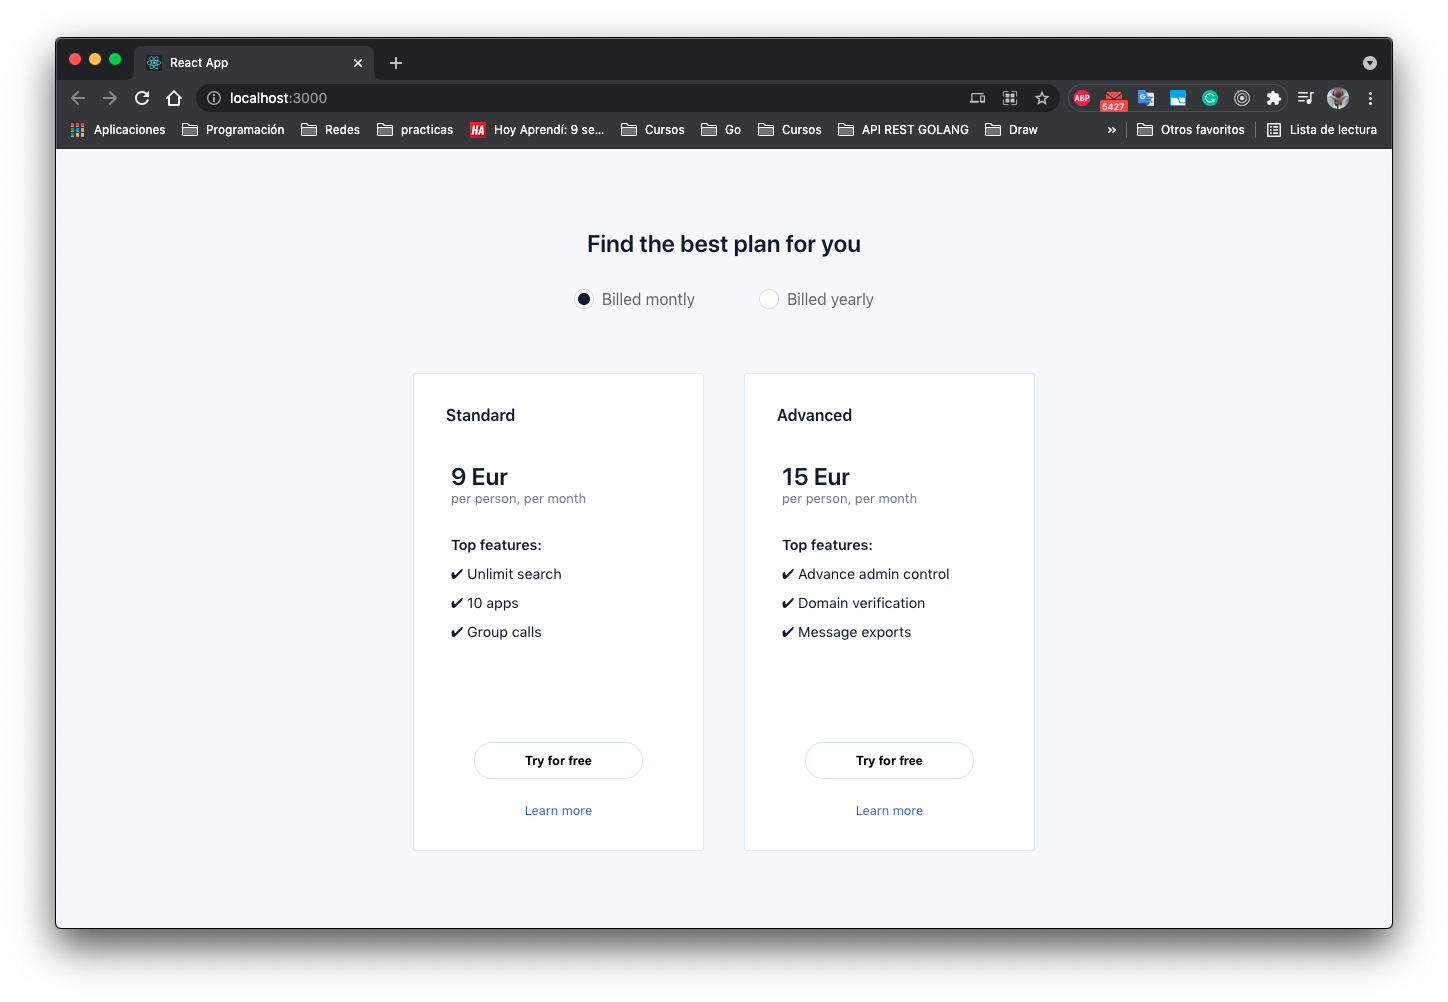 React App
localhost:3000
ABP
5427
G
Aplicaciones
Programación
Redes
practicas
HA
Hoy Aprendí: 9 se...
Cursos
Go
Cursos
API REST GOLANG
Draw
»
Otros favoritos
Lista de lectura
Find the best plan for you
Billed montly
Billed yearly
Standard
9 Eur
per person, per month
Top features:
✔ Unlimit search
✔ 10 apps
✔ Group calls
Try for free
Learn more
Advanced
15 Eur
per person, per month
Top features:
✔ Advance admin control
✔ Domain verification
✔ Message exports
Try for free
Learn more